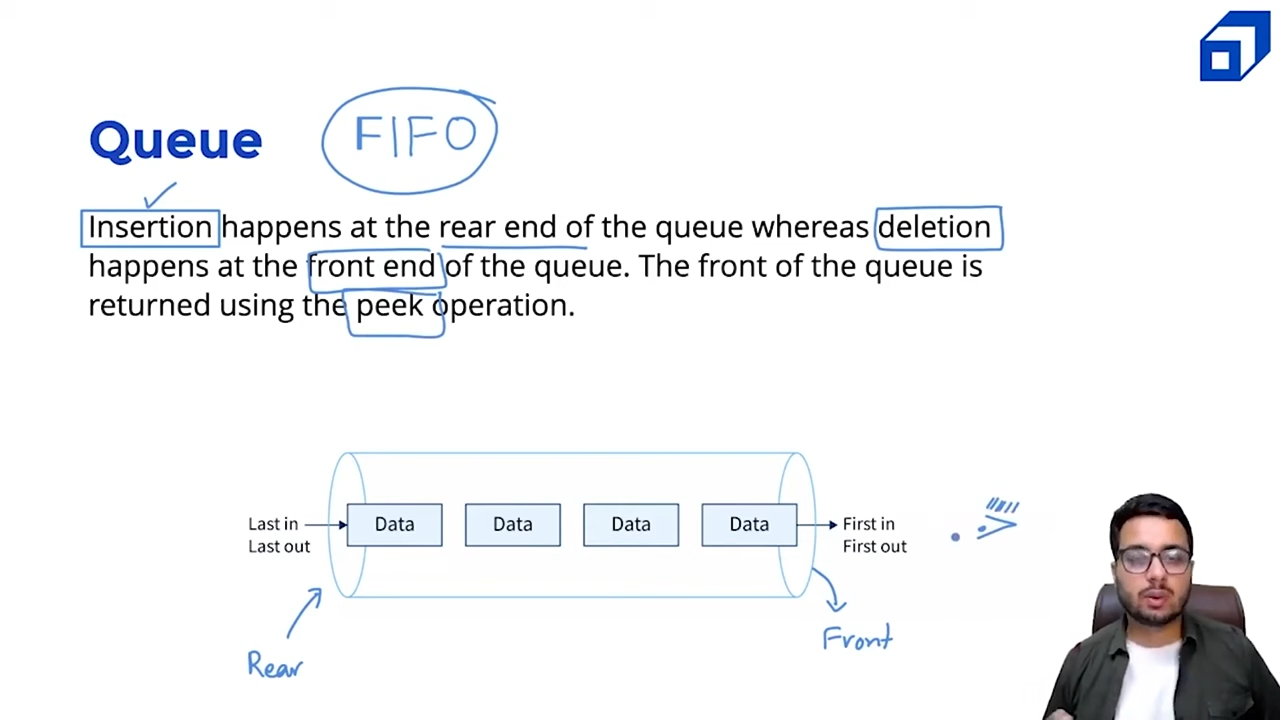 Queue FIFO
Insertion happens at the rear end of the queue whereas deletion
happens at the front end of the queue. The front of the queue is
returned using the peek operation.
Last in
Last out
Data
Data
Data
Data
First in
First out
Rear
Front